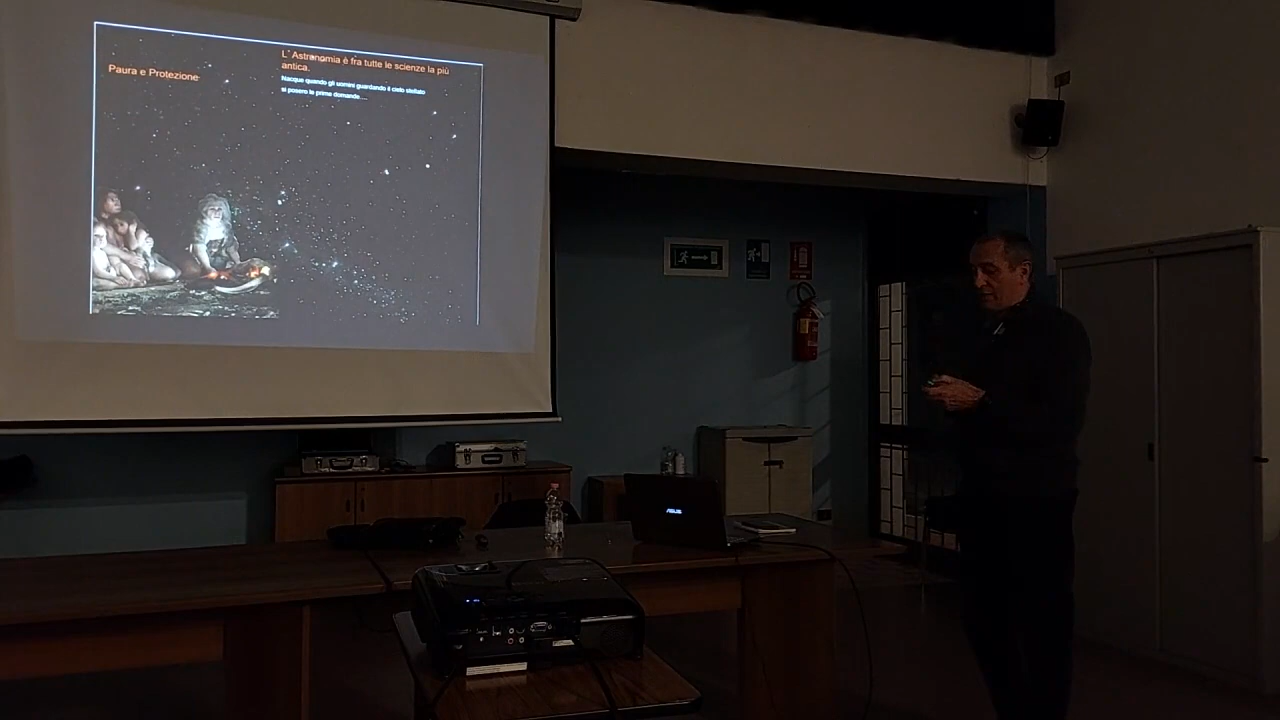 Paura e Protezione
L' Astronomia è fra tutte le scienze la più
antica.
Nacque quando gli uomini guardando il cielo stellato
si posero le prime domande....
ASUS